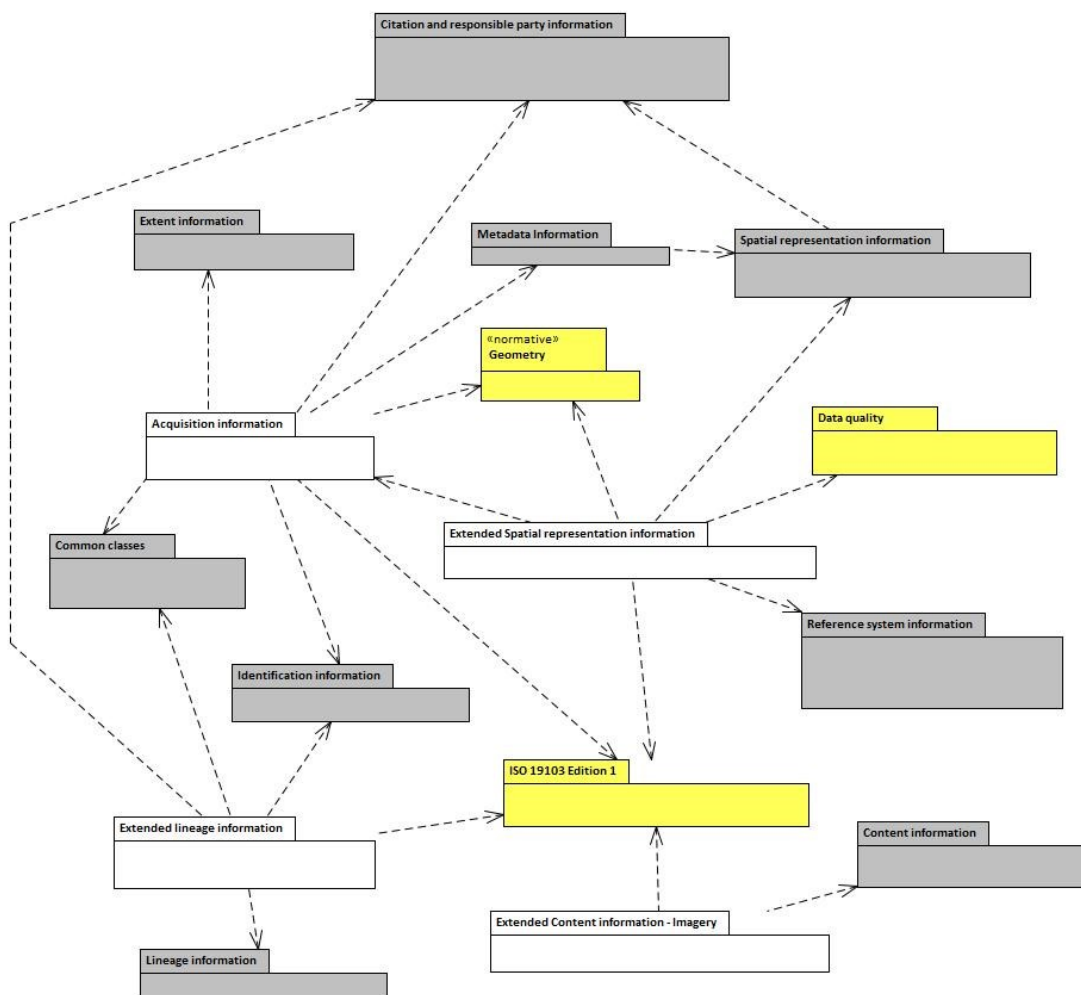 Citation and responsible party information
Extent information
Metadata Information
Spatial representation information
«normative»
Geometry
Acquisition information
Data quality
Extended Spatial representation information
Common classes
Reference system information
Identification information
ISO 19103 Edition 1
Extended lineage information
Content information
Extended Content information - Imagery
Lineage information